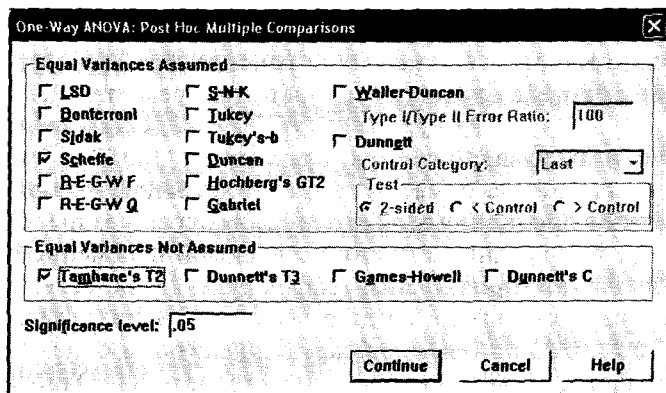 One-Way ANOVA: Post Hoc Multiple Comparisons
Equal Variances Assumed
LSD
S-N-K
Waller-Duncan
Bonferroni
Tukey
Type I/Type II Error Ratio: 100
Sidak
Tukey's-b
Dunnett
Scheffe
Duncan
Control Category: Last
R-E-G-W F
Hochberg's GT2
Test
R-E-G-W Q
Gabriel
2-sided
< Control
> Control
Equal Variances Not Assumed
Tamhane's T2
Dunnett's T3
Games-Howell
Dunnett's C
Significance level: .05
Continue
Cancel
Help